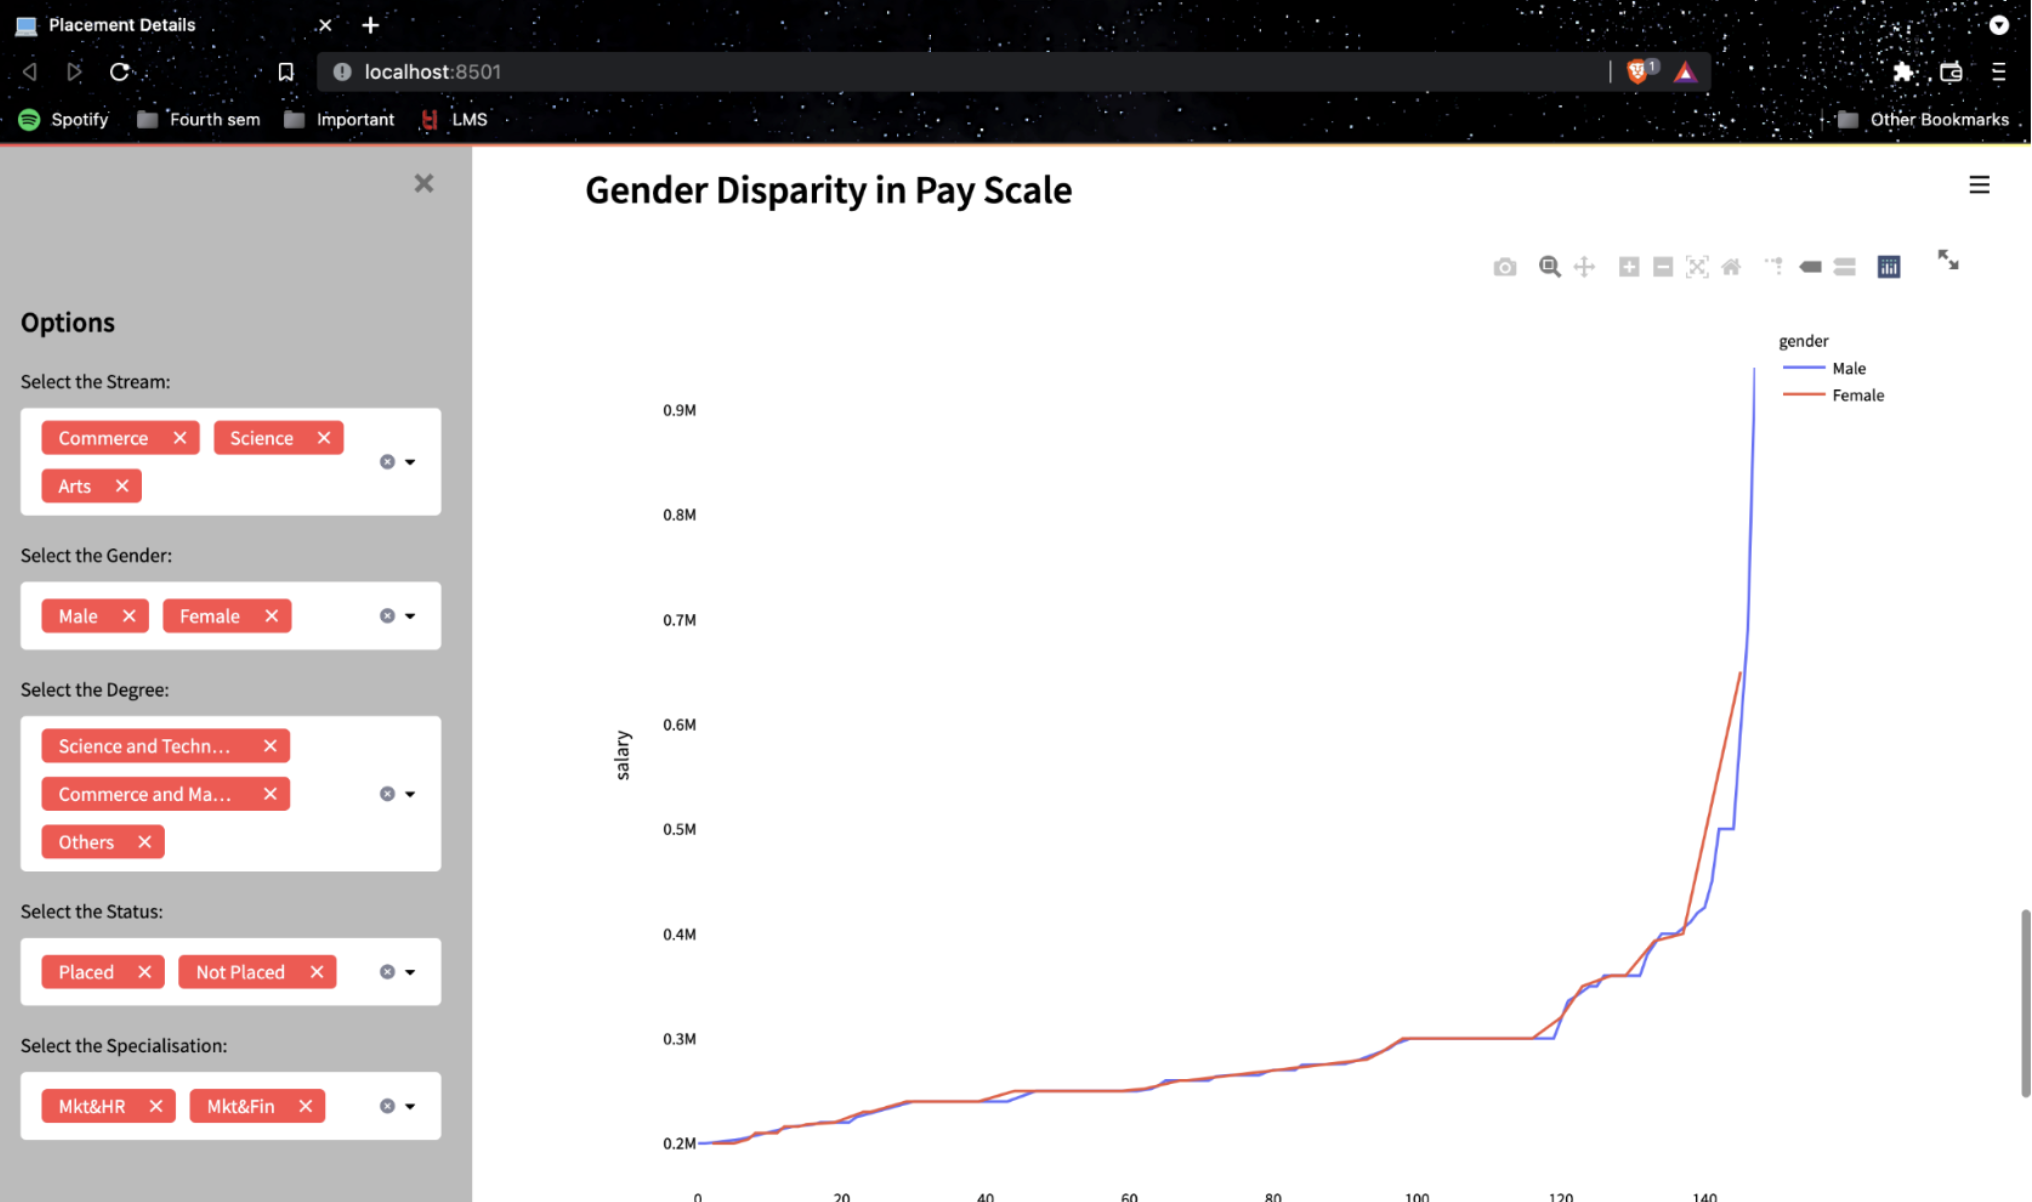 Placement Details
localhost:8501
1
Spotify
Fourth sem
Important
LMS
Other Bookmarks
Options
Select the Stream:
Commerce
Science
Arts
Select the Gender:
Male
Female
Select the Degree:
Science and Techn...
Commerce and Ma...
Others
Select the Status:
Placed
Not Placed
Select the Specialisation:
Mkt&HR
Mkt&Fin
Gender Disparity in Pay Scale
gender
Male
Female
0.9M
0.8M
0.7M
0.6M
0.5M
0.4M
0.3M
0.2M
salary
0 20 40 60 80 100 120 140